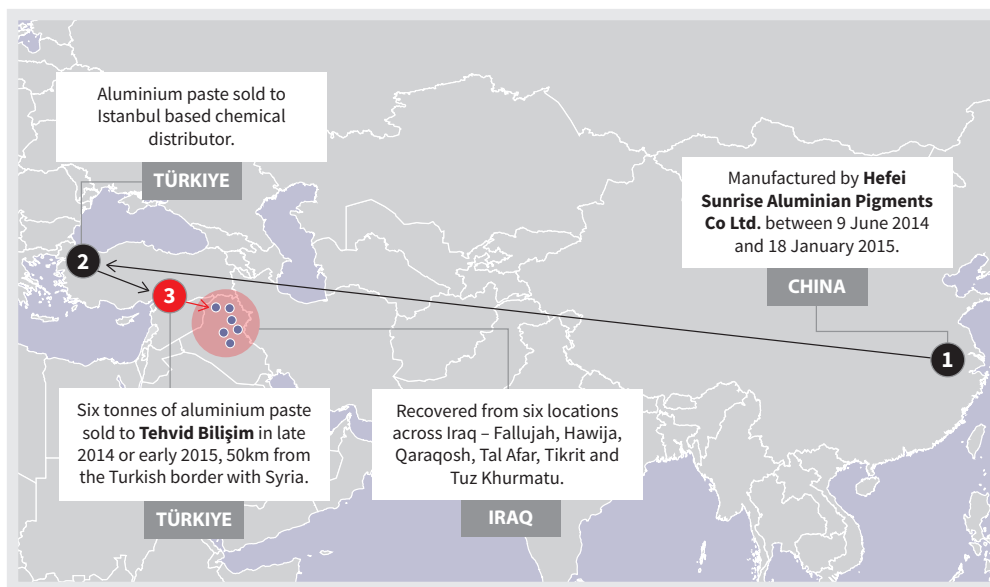 Aluminium paste sold to
Istanbul based chemical
distributor.
TÜRKIYE
Manufactured by Hefei
Sunrise Aluminian Pigments
Co Ltd. between 9 June 2014
and 18 January 2015.
CHINA
2
3
1
Six tonnes of aluminium paste
sold to Tehvid Bilişim in late
2014 or early 2015, 50km from
the Turkish border with Syria.
TÜRKIYE
Recovered from six locations
across Iraq – Fallujah, Hawija,
Qaraqosh, Tal Afar, Tikrit and
Tuz Khurmatu.
IRAQ